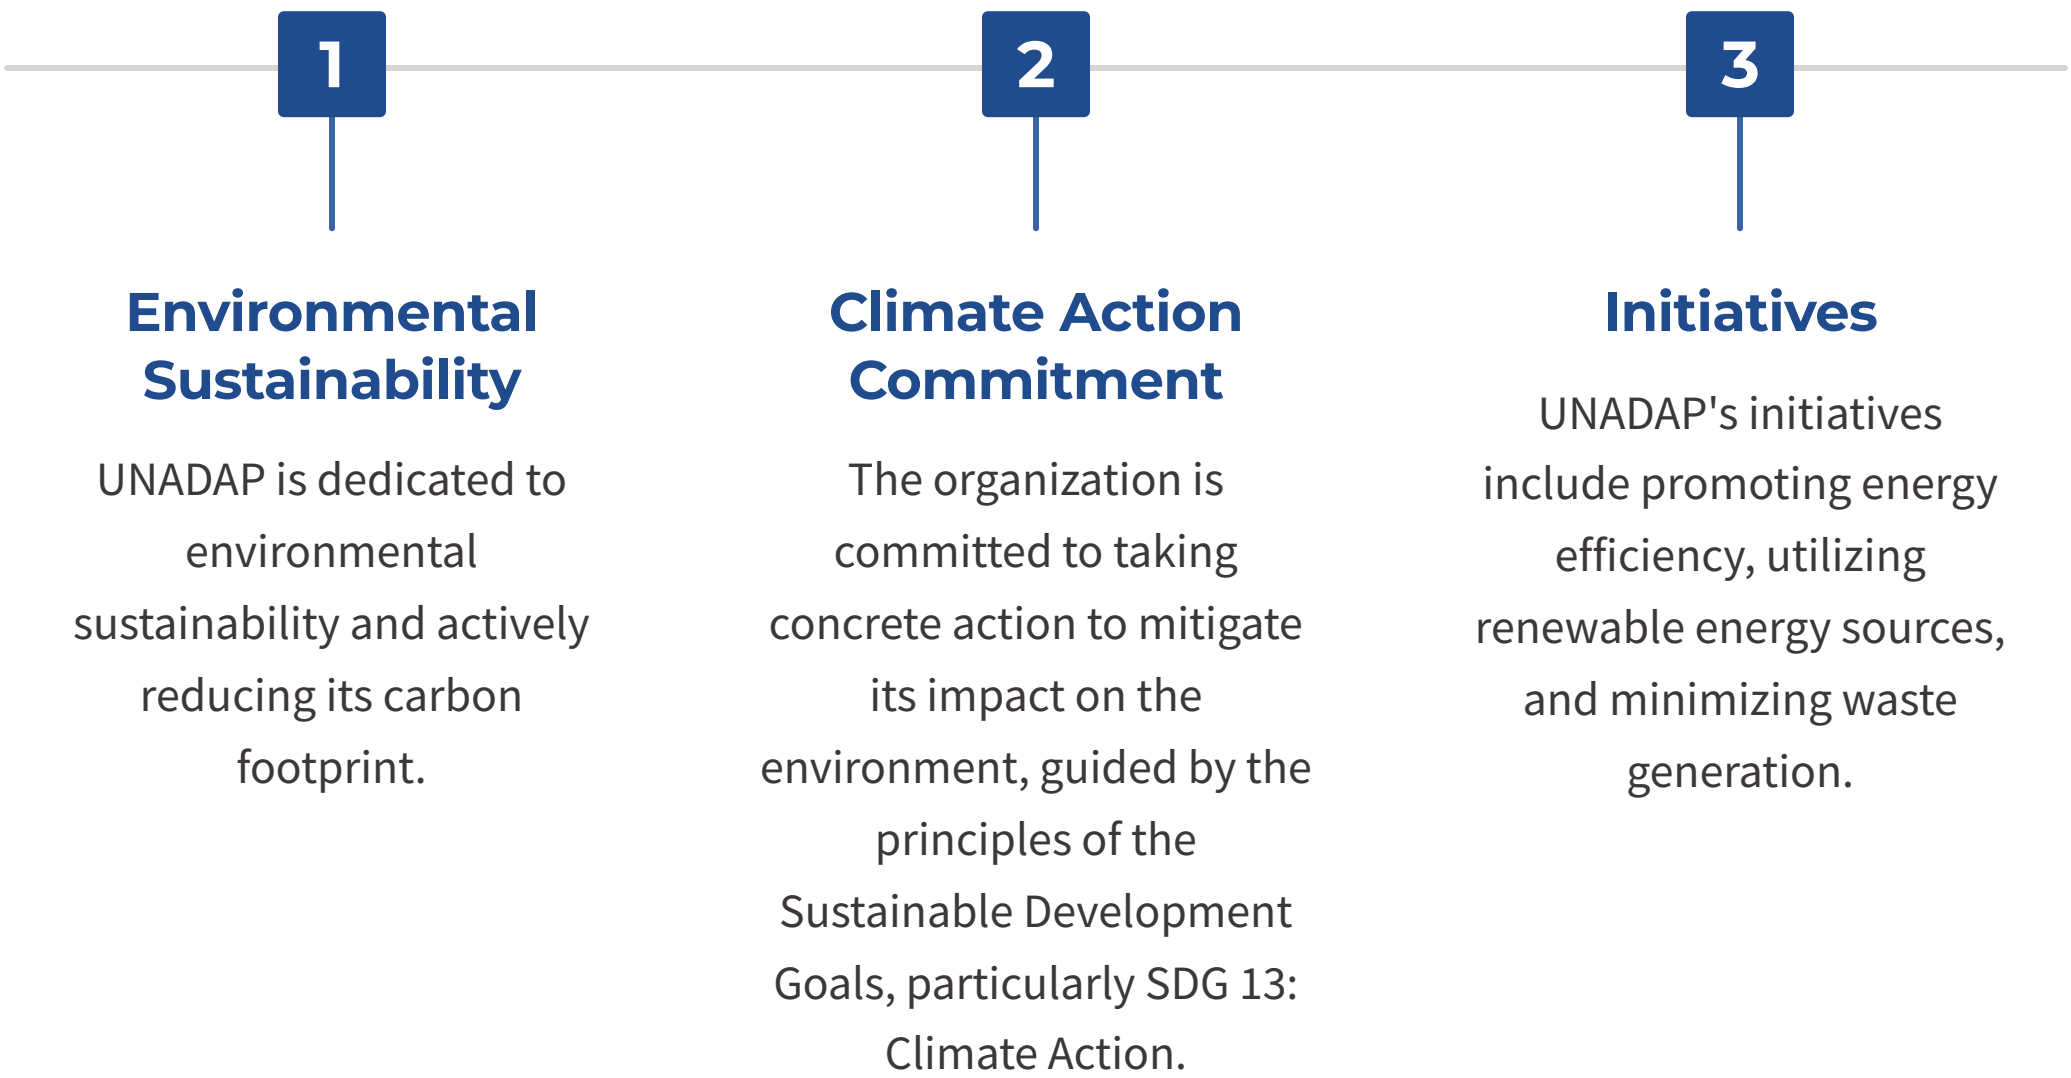 1
Environmental
Sustainability
UNADAP is dedicated to
environmental
sustainability and actively
reducing its carbon
footprint.
2
Climate Action
Commitment
The organization is
committed to taking
concrete action to mitigate
its impact on the
environment, guided by the
principles of the
Sustainable Development
Goals, particularly SDG 13:
Climate Action.
3
Initiatives
UNADAP's initiatives
include promoting energy
efficiency, utilizing
renewable energy sources,
and minimizing waste
generation.